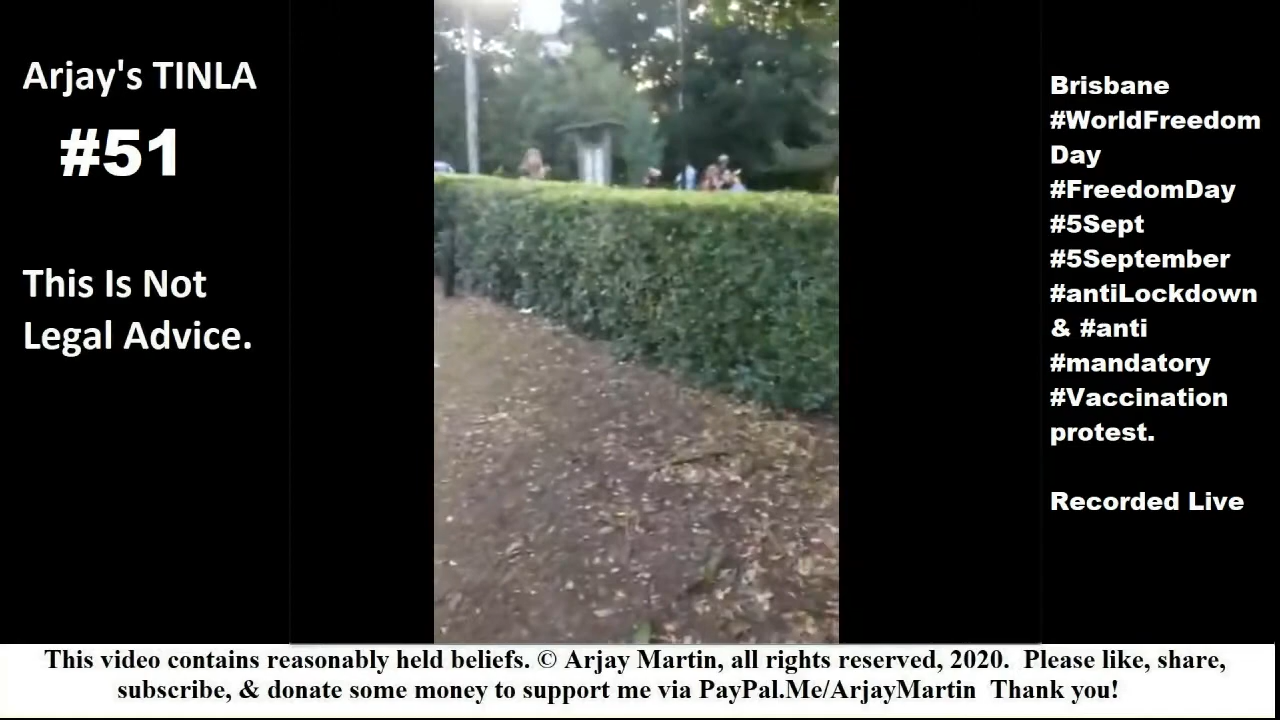 Arjay's TINLA
#51
This Is Not
Legal Advice.
Brisbane
#WorldFreedom
Day
#FreedomDay
#5Sept
#5September
#antiLockdown
& #anti
#mandatory
#Vaccination
protest.
Recorded Live
This video contains reasonably held beliefs. © Arjay Martin, all rights reserved, 2020.  Please like, share,
subscribe, & donate some money to support me via PayPal.Me/ArjayMartin  Thank you!